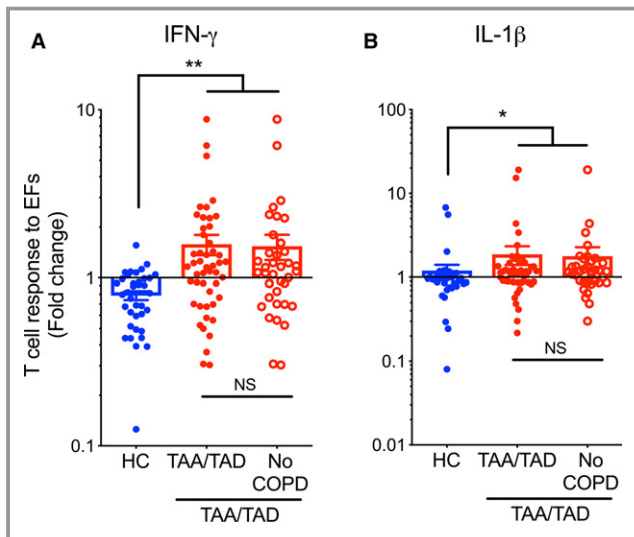 A
IFN-γ
**
T cell response to EFs
(Fold change)
10
1
0.1
NS
HC
TAA/TAD
No
COPD
TAA/TAD
B
IL-1β
*
100
10
1
0.1
0.01
NS
HC
TAA/TAD
No
COPD
TAA/TAD